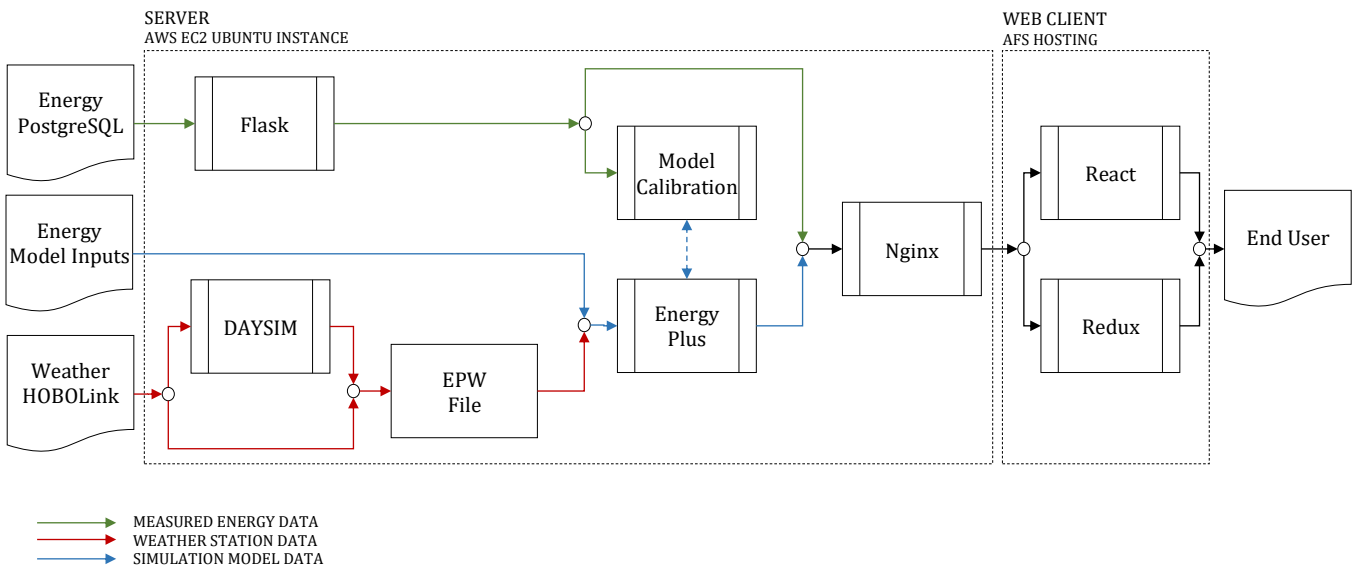 SERVER
AWS EC2 UBUNTU INSTANCE
WEB CLIENT
AFS HOSTING
Energy
PostgreSQL
Flask
Model
Calibration
React
Energy
Model Inputs
Nginx
End User
DAYSIM
Energy
Plus
Redux
Weather
HOBOLink
EPW
File
MEASURED ENERGY DATA
WEATHER STATION DATA
SIMULATION MODEL DATA